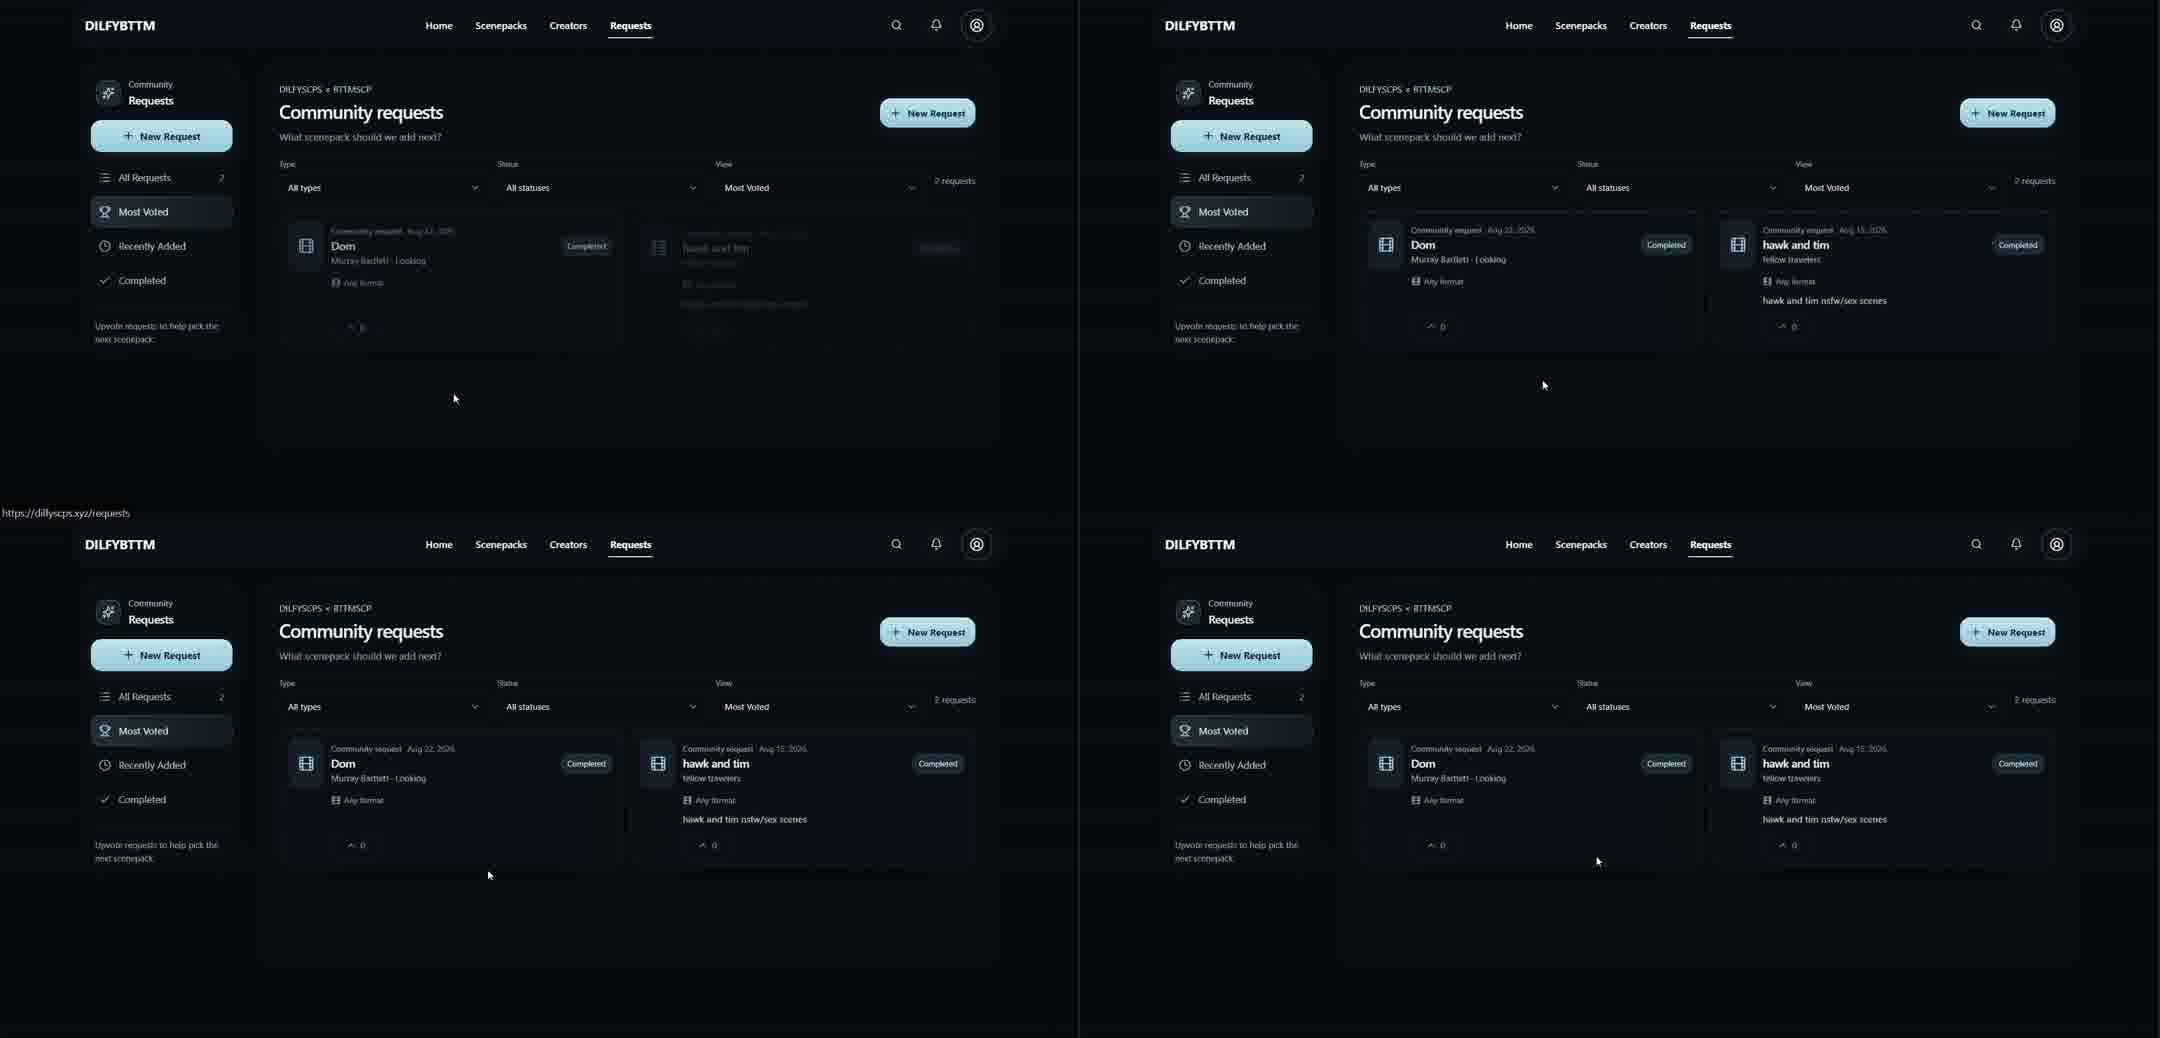 DILFYBTTM
Home Scenepacks Creators Requests
Community
Requests
New Request
All Requests 2
Most Voted
Recently Added
Completed
Upvote requests to help pick the
next scenepack.
DILFYSCPS × BTTMSCP
Community requests
What scenepack should we add next?
New Request
Type Status View
All types All statuses Most Voted 2 requests
Community request Aug 22, 2026
Dom
Murray Bartlett · Looking
Completed
Any format
0
hawk and tim
https://dilfyscps.xyz/requests
DILFYBTTM
Home Scenepacks Creators Requests
Community
Requests
New Request
All Requests 2
Most Voted
Recently Added
Completed
Upvote requests to help pick the
next scenepack.
DILFYSCPS × BTTMSCP
Community requests
What scenepack should we add next?
New Request
Type Status View
All types All statuses Most Voted 2 requests
Community request Aug 22, 2026
Dom
Murray Bartlett · Looking
Completed
Any format
0
Community request Aug 15, 2026
hawk and tim
fellow travelers
Completed
Any format
hawk and tim nsfw/sex scenes
0
DILFYBTTM
Home Scenepacks Creators Requests
Community
Requests
New Request
All Requests 2
Most Voted
Recently Added
Completed
Upvote requests to help pick the
next scenepack.
DILFYSCPS × BTTMSCP
Community requests
What scenepack should we add next?
New Request
Type Status View
All types All statuses Most Voted 2 requests
Community request Aug 22, 2026
Dom
Murray Bartlett · Looking
Completed
Any format
0
Community request Aug 15, 2026
hawk and tim
fellow travelers
Completed
Any format
hawk and tim nsfw/sex scenes
0
DILFYBTTM
Home Scenepacks Creators Requests
Community
Requests
New Request
All Requests 2
Most Voted
Recently Added
Completed
Upvote requests to help pick the
next scenepack.
DILFYSCPS × BTTMSCP
Community requests
What scenepack should we add next?
New Request
Type Status View
All types All statuses Most Voted 2 requests
Community request Aug 22, 2026
Dom
Murray Bartlett · Looking
Completed
Any format
0
Community request Aug 15, 2026
hawk and tim
fellow travelers
Completed
Any format
hawk and tim nsfw/sex scenes
0